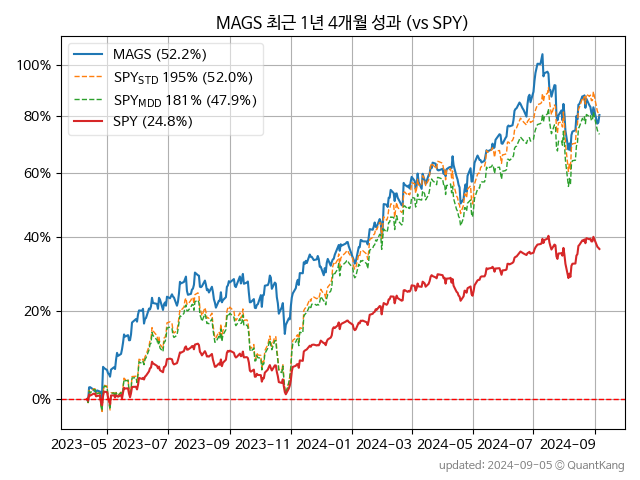 MAGS 최근 1년 4개월 성과 (vs SPY)
MAGS (52.2%)
SPY_STD 195% (52.0%)
SPY_MDD 181% (47.9%)
SPY (24.8%)
100%
80%
60%
40%
20%
0%
2023-05 2023-07 2023-09 2023-11 2024-01 2024-03 2024-05 2024-07 2024-09
updated: 2024-09-05 © QuantKang